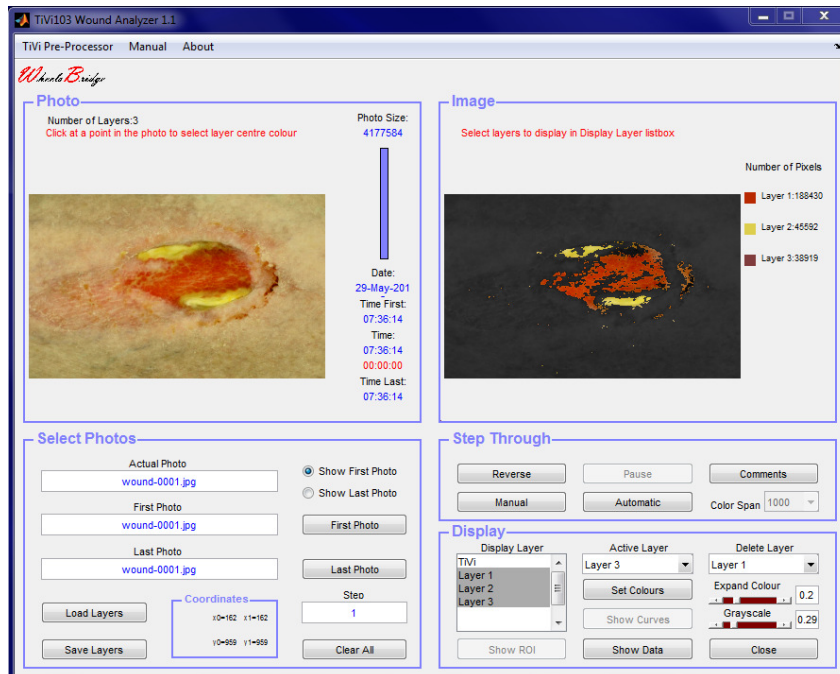 TiVi103 Wound Analyzer 1.1
TiVi Pre-Processor Manual About
Wheels Bridge
Photo
Number of Layers:3
Click at a point in the photo to select layer centre colour
Photo Size:
4177584
Date:
29-May-201
Time First:
07:36:14
Time:
07:36:14
00:00:00
Time Last:
07:36:14
Image
Select layers to display in Display Layer listbox
Number of Pixels
Layer 1:188430
Layer 2:45592
Layer 3:38919
Select Photos
Actual Photo
wound-0001.jpg
First Photo
wound-0001.jpg
Last Photo
wound-0001.jpg
Show First Photo
Show Last Photo
First Photo
Last Photo
Step
1
Load Layers
Save Layers
Coordinates
x0=162 x1=162
y0=959 y1=959
Clear All
Step Through
Reverse Pause Comments
Manual Automatic Color Span 1000
Display
Display Layer
TiVi
Layer 1
Layer 2
Layer 3
Show ROI
Active Layer
Layer 3
Set Colours
Show Curves
Show Data
Delete Layer
Layer 1
Expand Colour
0.2
Grayscale
0.29
Close